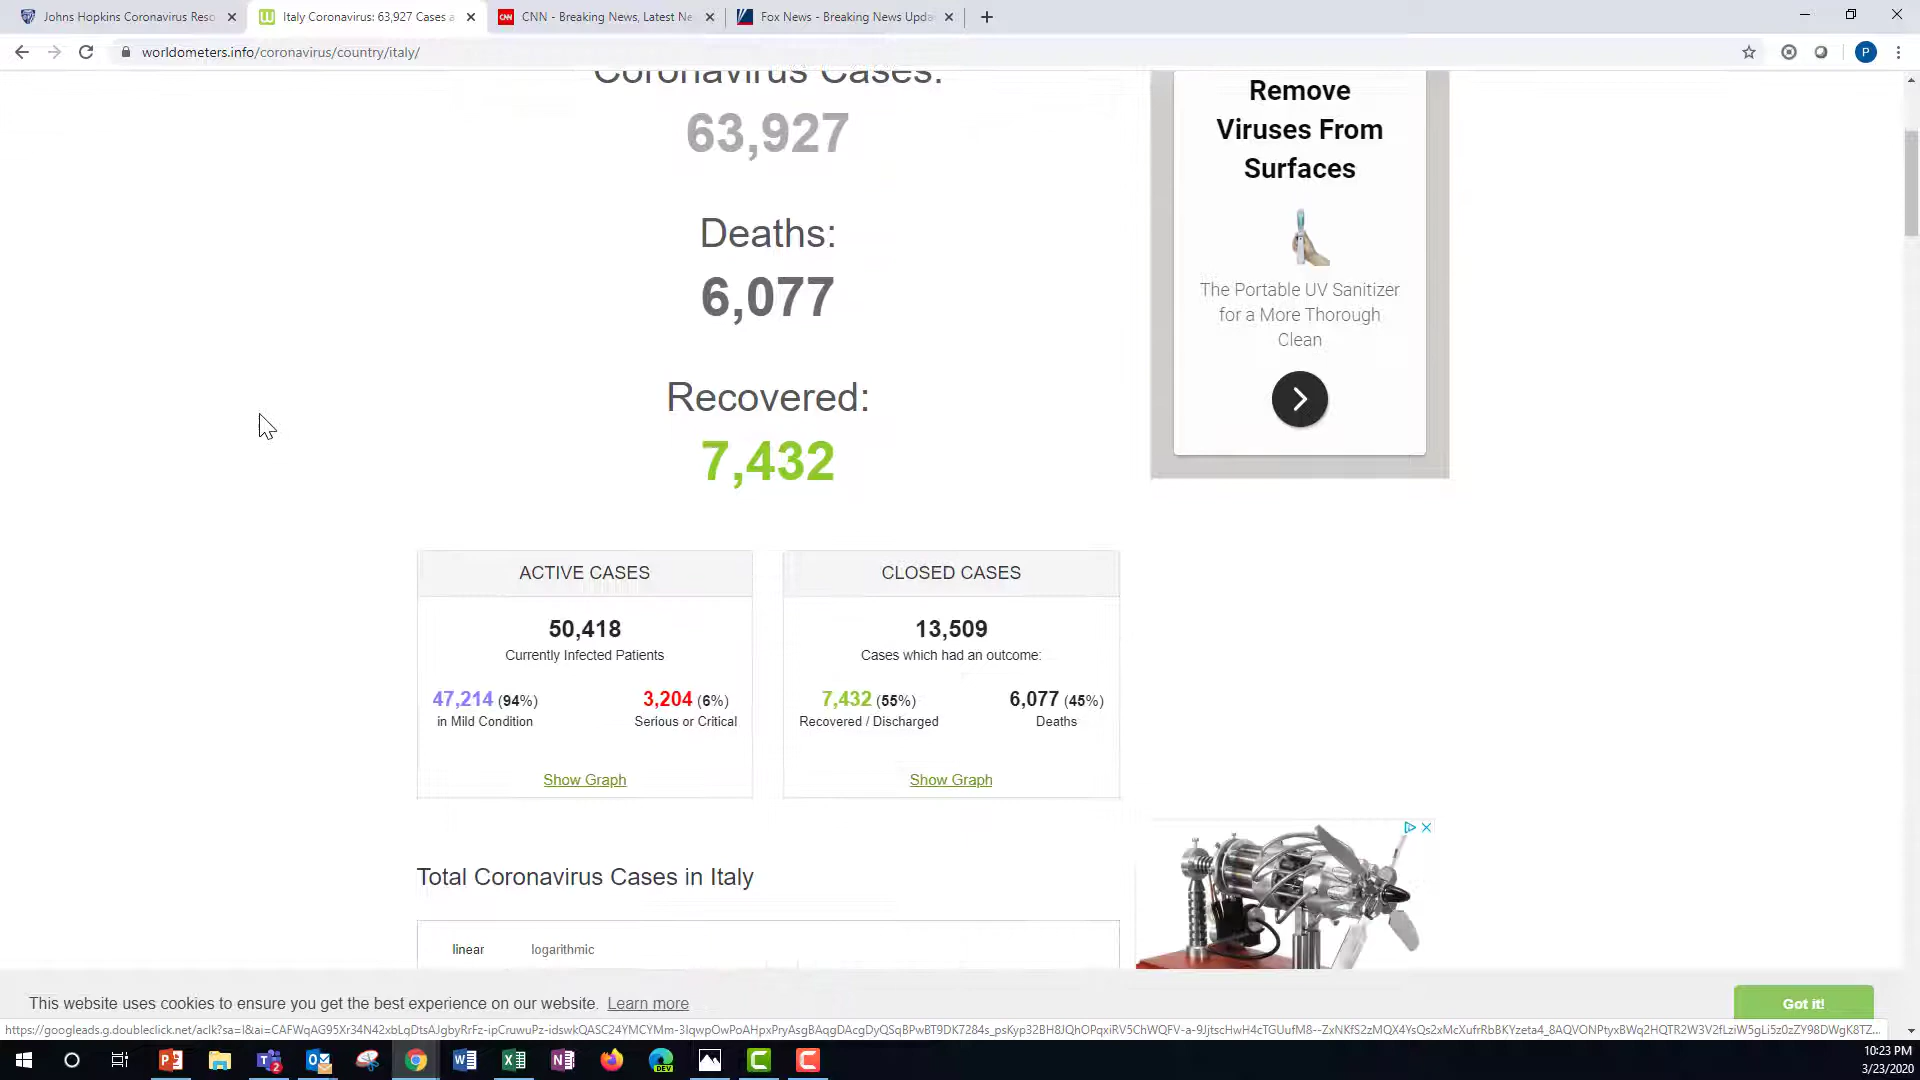 Johns Hopkins Coronavirus Reso
Italy Coronavirus: 63,927 Cases a
CNN - Breaking News, Latest Ne
Fox News - Breaking News Upda
worldometers.info/coronavirus/country/italy/
P
Coronavirus Cases:
63,927
Deaths:
6,077
Recovered:
7,432
Remove
Viruses From
Surfaces
The Portable UV Sanitizer
for a More Thorough
Clean
ACTIVE CASES
50,418
Currently Infected Patients
47,214 (94%)
in Mild Condition
3,204 (6%)
Serious or Critical
Show Graph
CLOSED CASES
13,509
Cases which had an outcome:
7,432 (55%)
Recovered / Discharged
6,077 (45%)
Deaths
Show Graph
Total Coronavirus Cases in Italy
linear
logarithmic
This website uses cookies to ensure you get the best experience on our website. Learn more
Got it!
10:23 PM
3/23/2020